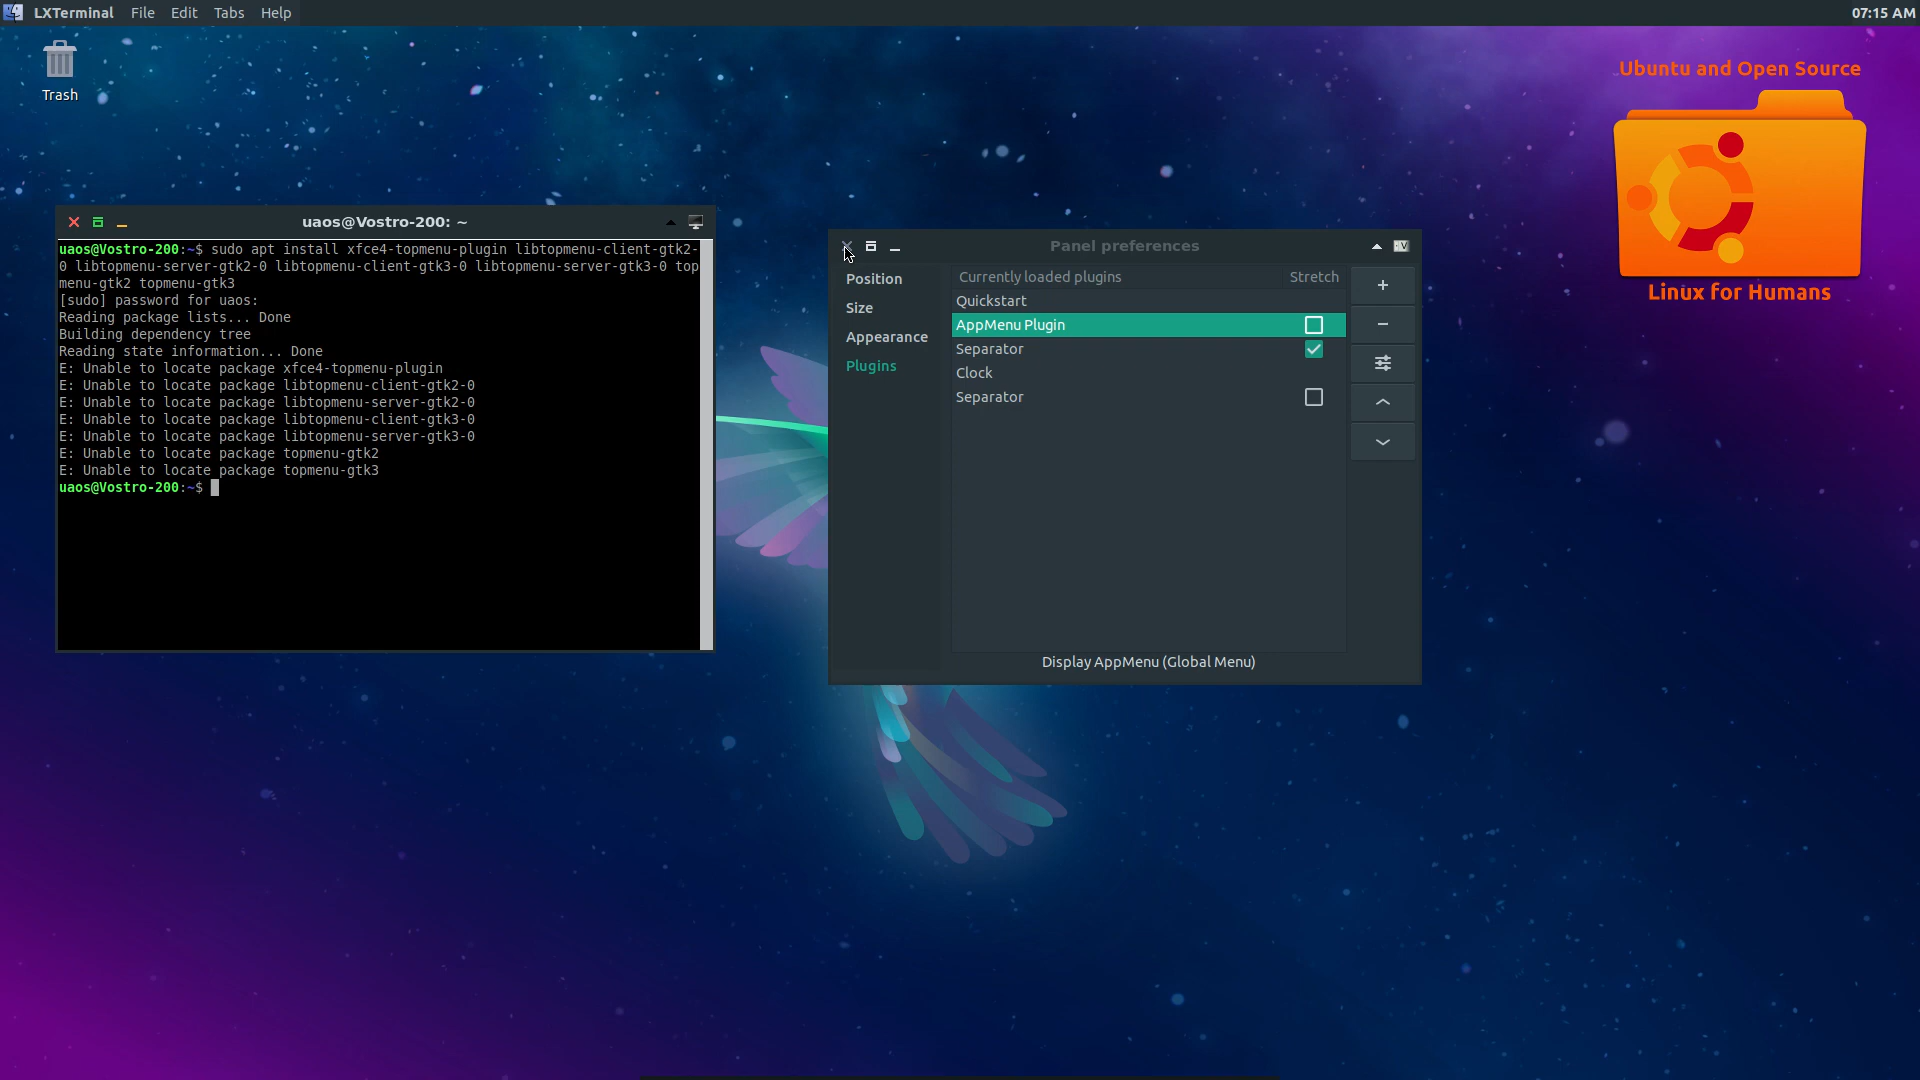 LXTerminal File Edit Tabs Help 07:15 AM
Trash
Ubuntu and Open Source
Linux for Humans
uaos@Vostro-200: ~
uaos@Vostro-200:~$ sudo apt install xfce4-topmenu-plugin libtopmenu-client-gtk2-
0 libtopmenu-server-gtk2-0 libtopmenu-client-gtk3-0 libtopmenu-server-gtk3-0 top
menu-gtk2 topmenu-gtk3
[sudo] password for uaos:
Reading package lists... Done
Building dependency tree
Reading state information... Done
E: Unable to locate package xfce4-topmenu-plugin
E: Unable to locate package libtopmenu-client-gtk2-0
E: Unable to locate package libtopmenu-server-gtk2-0
E: Unable to locate package libtopmenu-client-gtk3-0
E: Unable to locate package libtopmenu-server-gtk3-0
E: Unable to locate package topmenu-gtk2
E: Unable to locate package topmenu-gtk3
uaos@Vostro-200:~$
Panel preferences
Position
Size
Appearance
Plugins
Currently loaded plugins Stretch
Quickstart
AppMenu Plugin
Separator
Clock
Separator
Display AppMenu (Global Menu)